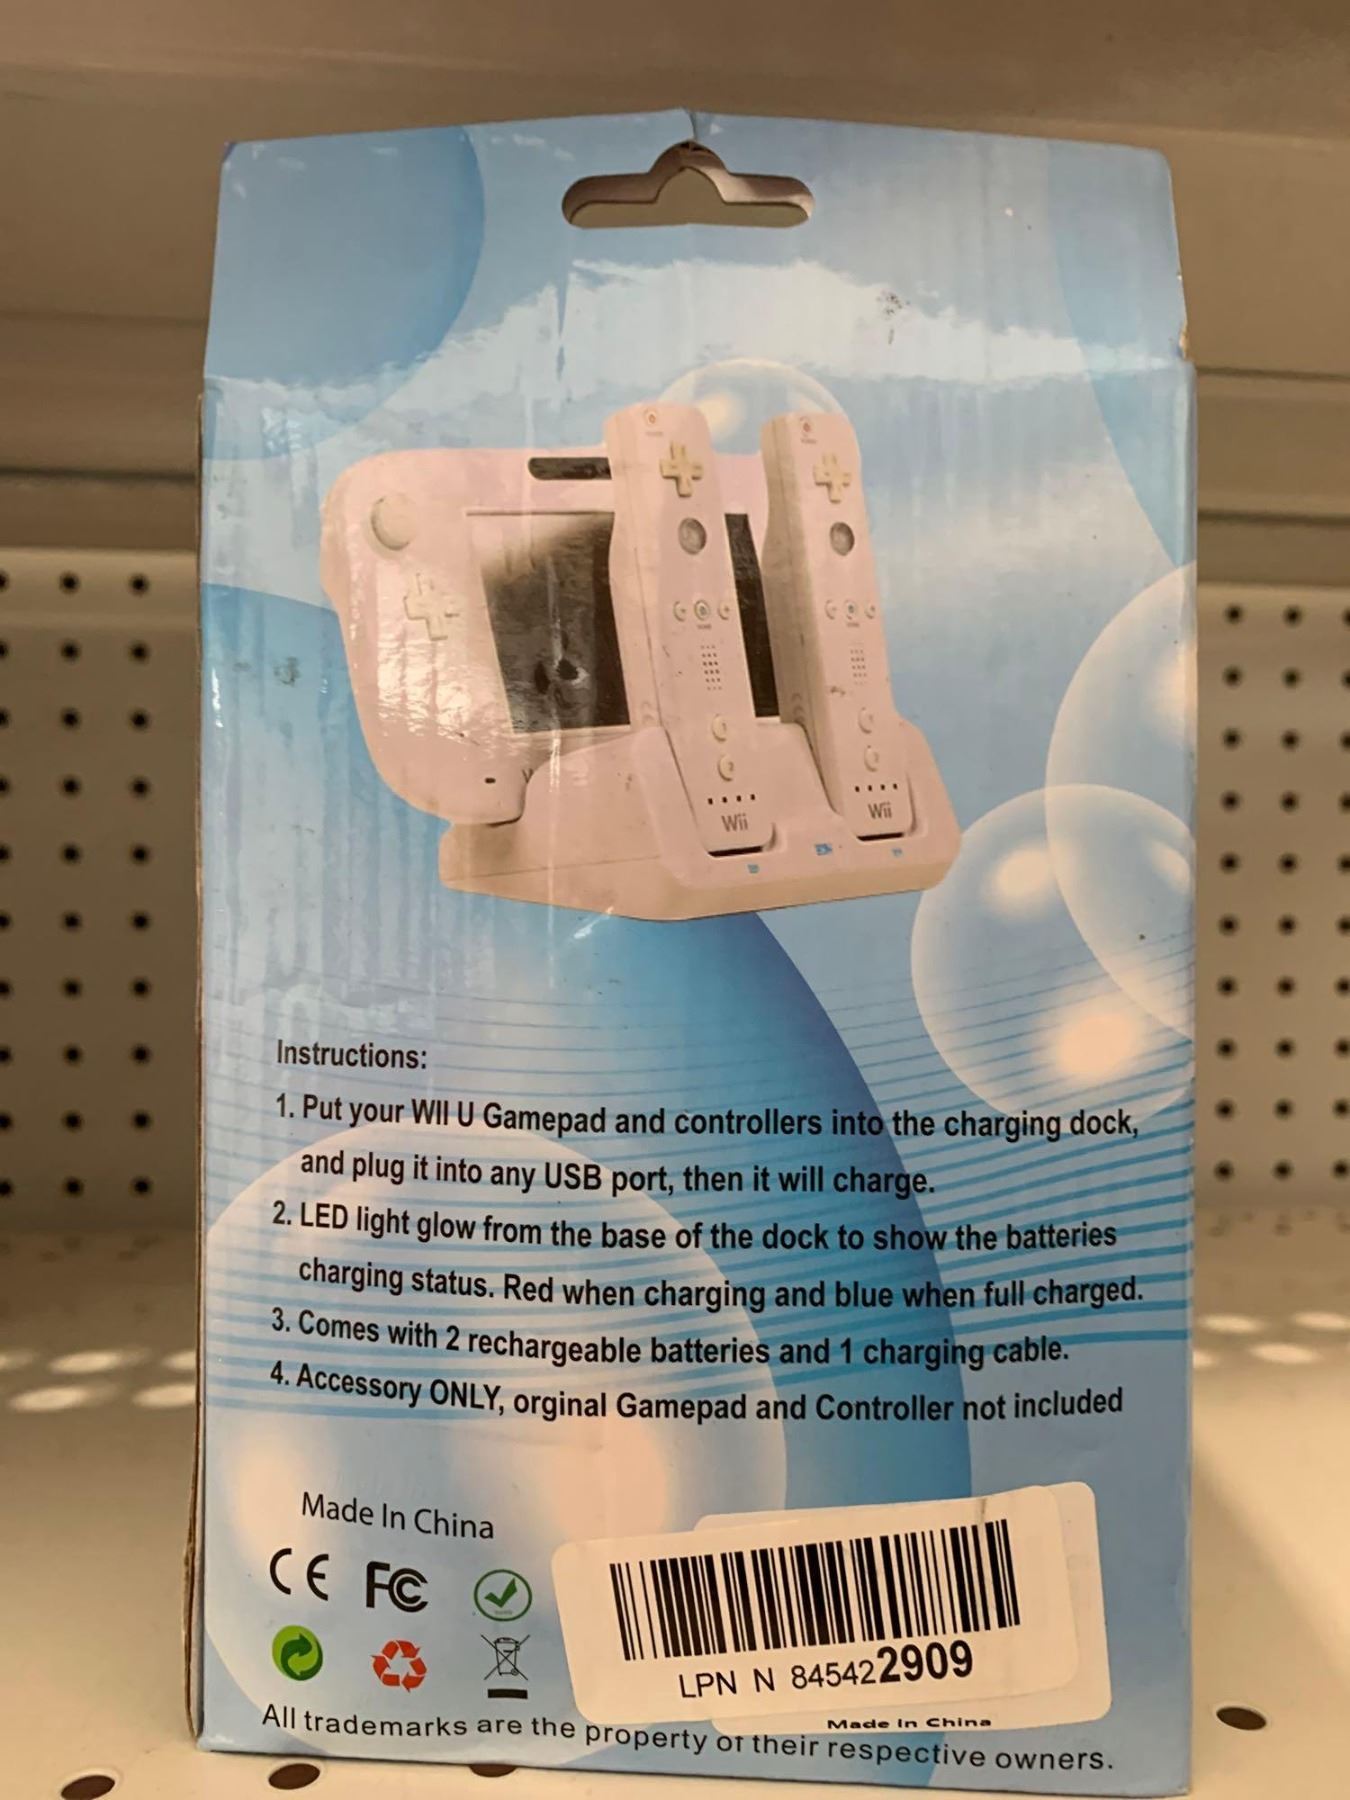 Wii
Wii
Instructions:
1. Put your WII U Gamepad and controllers into the charging dock,
and plug it into any USB port, then it will charge.
2. LED light glow from the base of the dock to show the batteries
charging status. Red when charging and blue when full charged.
3. Comes with 2 rechargeable batteries and 1 charging cable.
4. Accessory ONLY, orginal Gamepad and Controller not included
Made In China
CE FC
LPN N 845422909
Made In China
All trademarks are the property of their respective owners.